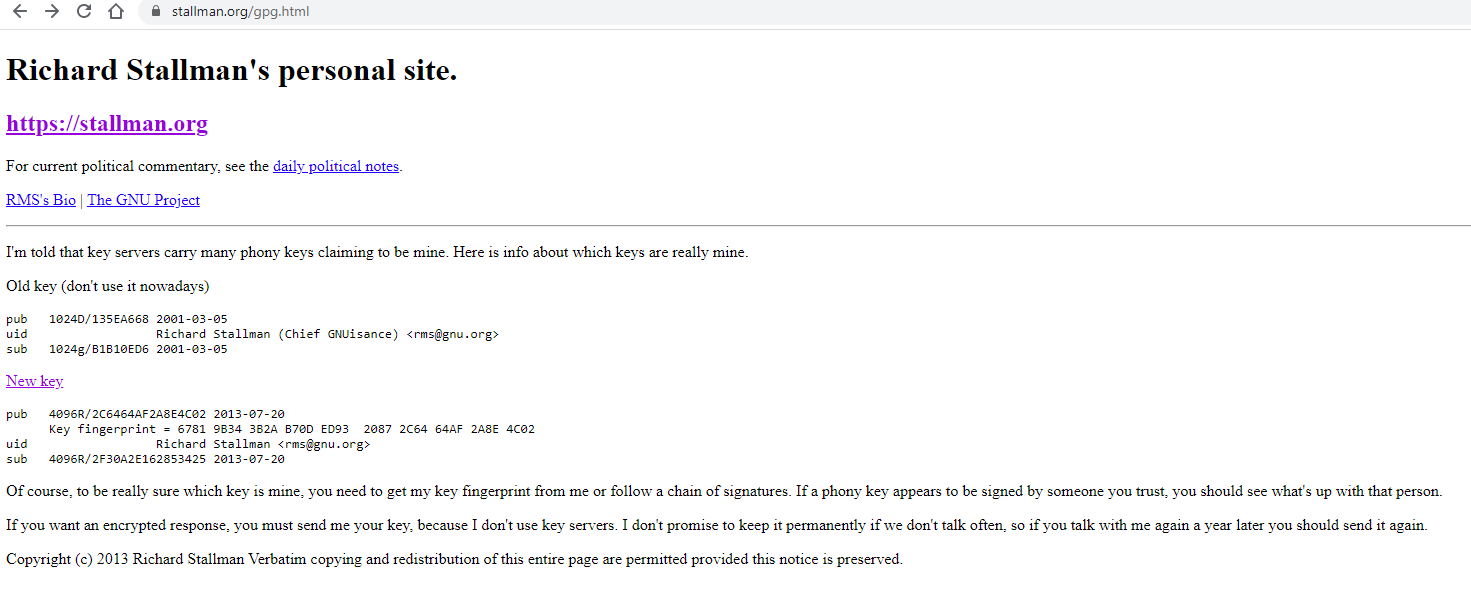 stallman.org/gpg.html
Richard Stallman's personal site.
https://stallman.org
For current political commentary, see the daily political notes.
RMS's Bio | The GNU Project
I'm told that key servers carry many phony keys claiming to be mine. Here is info about which keys are really mine.
Old key (don't use it nowadays)
pub   1024D/135EA668 2001-03-05
uid                  Richard Stallman (Chief GNUisance) <rms@gnu.org>
sub   1024g/B1B10ED6 2001-03-05
New key
pub   4096R/2C6464AF2A8E4C02 2013-07-20
      Key fingerprint = 6781 9B34 3B2A B70D ED93  2087 2C64 64AF 2A8E 4C02
uid                  Richard Stallman <rms@gnu.org>
sub   4096R/2F30A2E162853425 2013-07-20
Of course, to be really sure which key is mine, you need to get my key fingerprint from me or follow a chain of signatures. If a phony key appears to be signed by someone you trust, you should see what's up with that person.
If you want an encrypted response, you must send me your key, because I don't use key servers. I don't promise to keep it permanently if we don't talk often, so if you talk with me again a year later you should send it again.
Copyright (c) 2013 Richard Stallman Verbatim copying and redistribution of this entire page are permitted provided this notice is preserved.